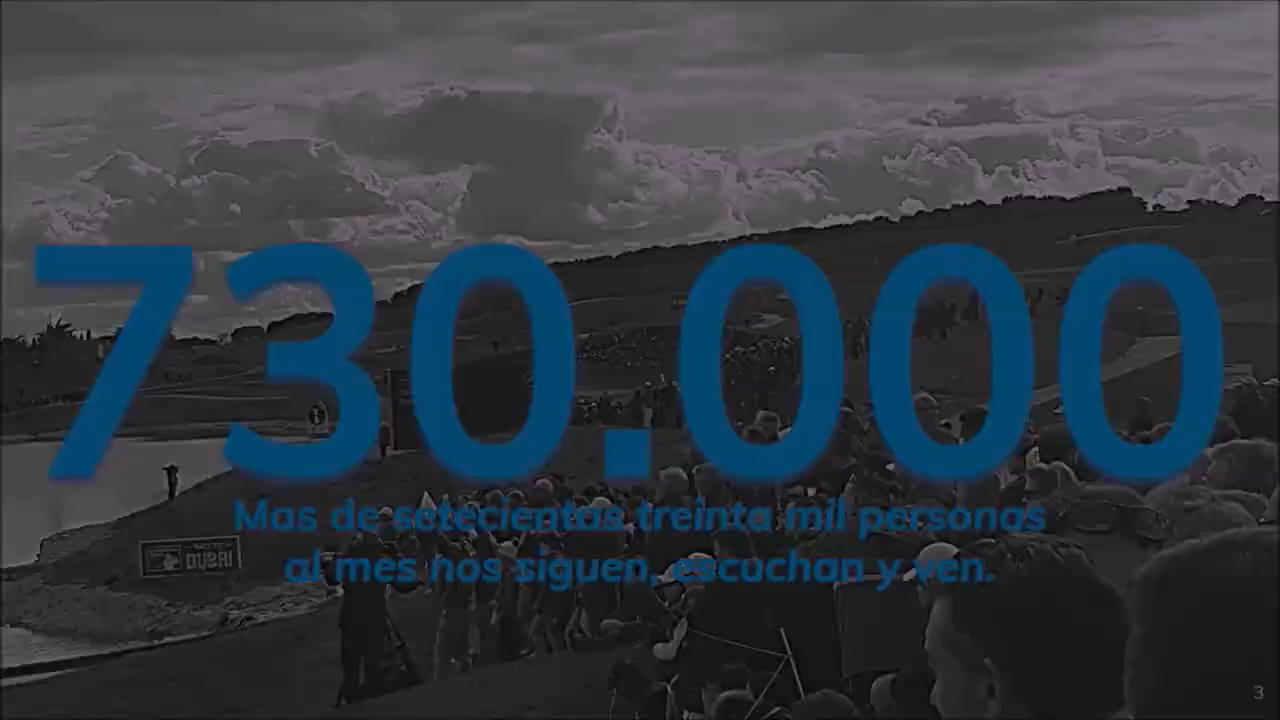 730.000
Mas de setecientas treinta mil personas
al mes nos siguen, escuchan y ven.
DUBAI
3